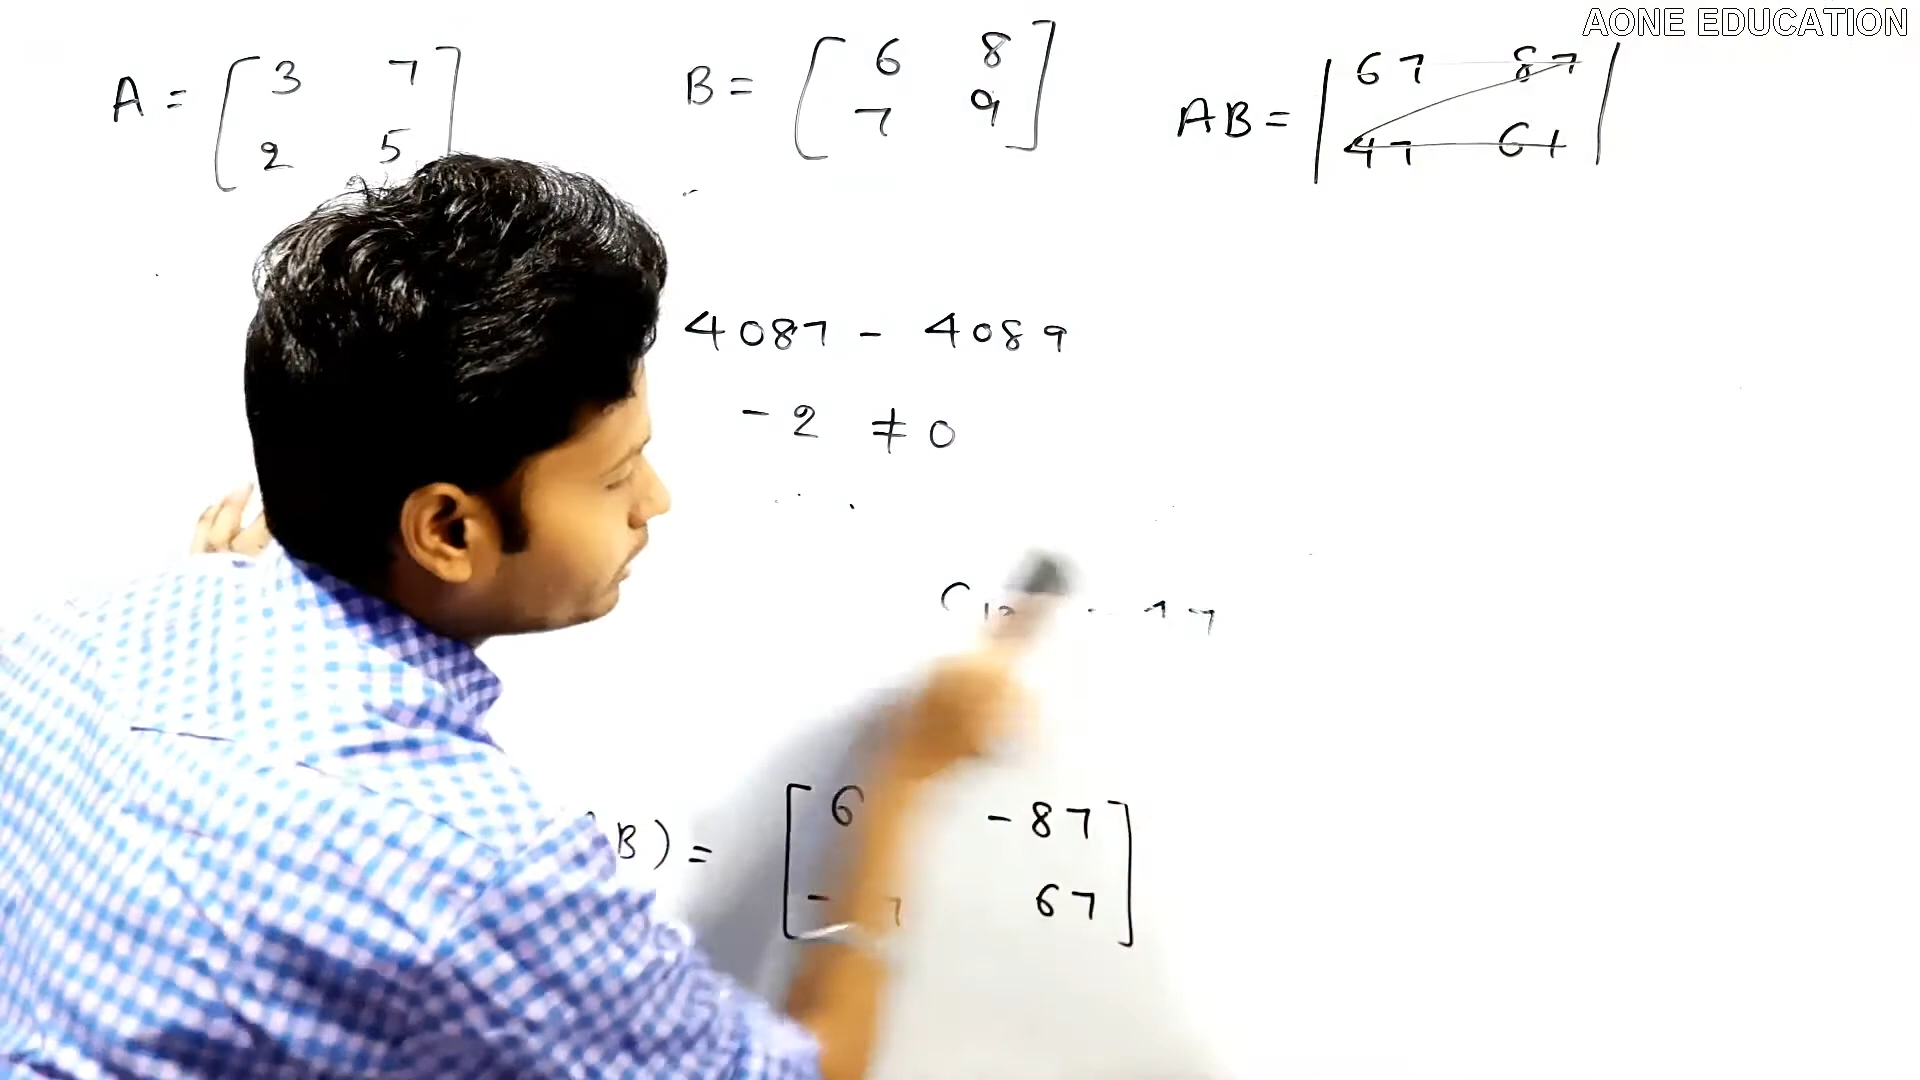 AONE EDUCATION
A = [ 3 7
2 5 ]
B = [ 6 8
7 9 ]
AB = | 67 87
47 61 |
4087 - 4089
- 2 ≠ 0
B) = [ 6 - 87
- 7 67 ]